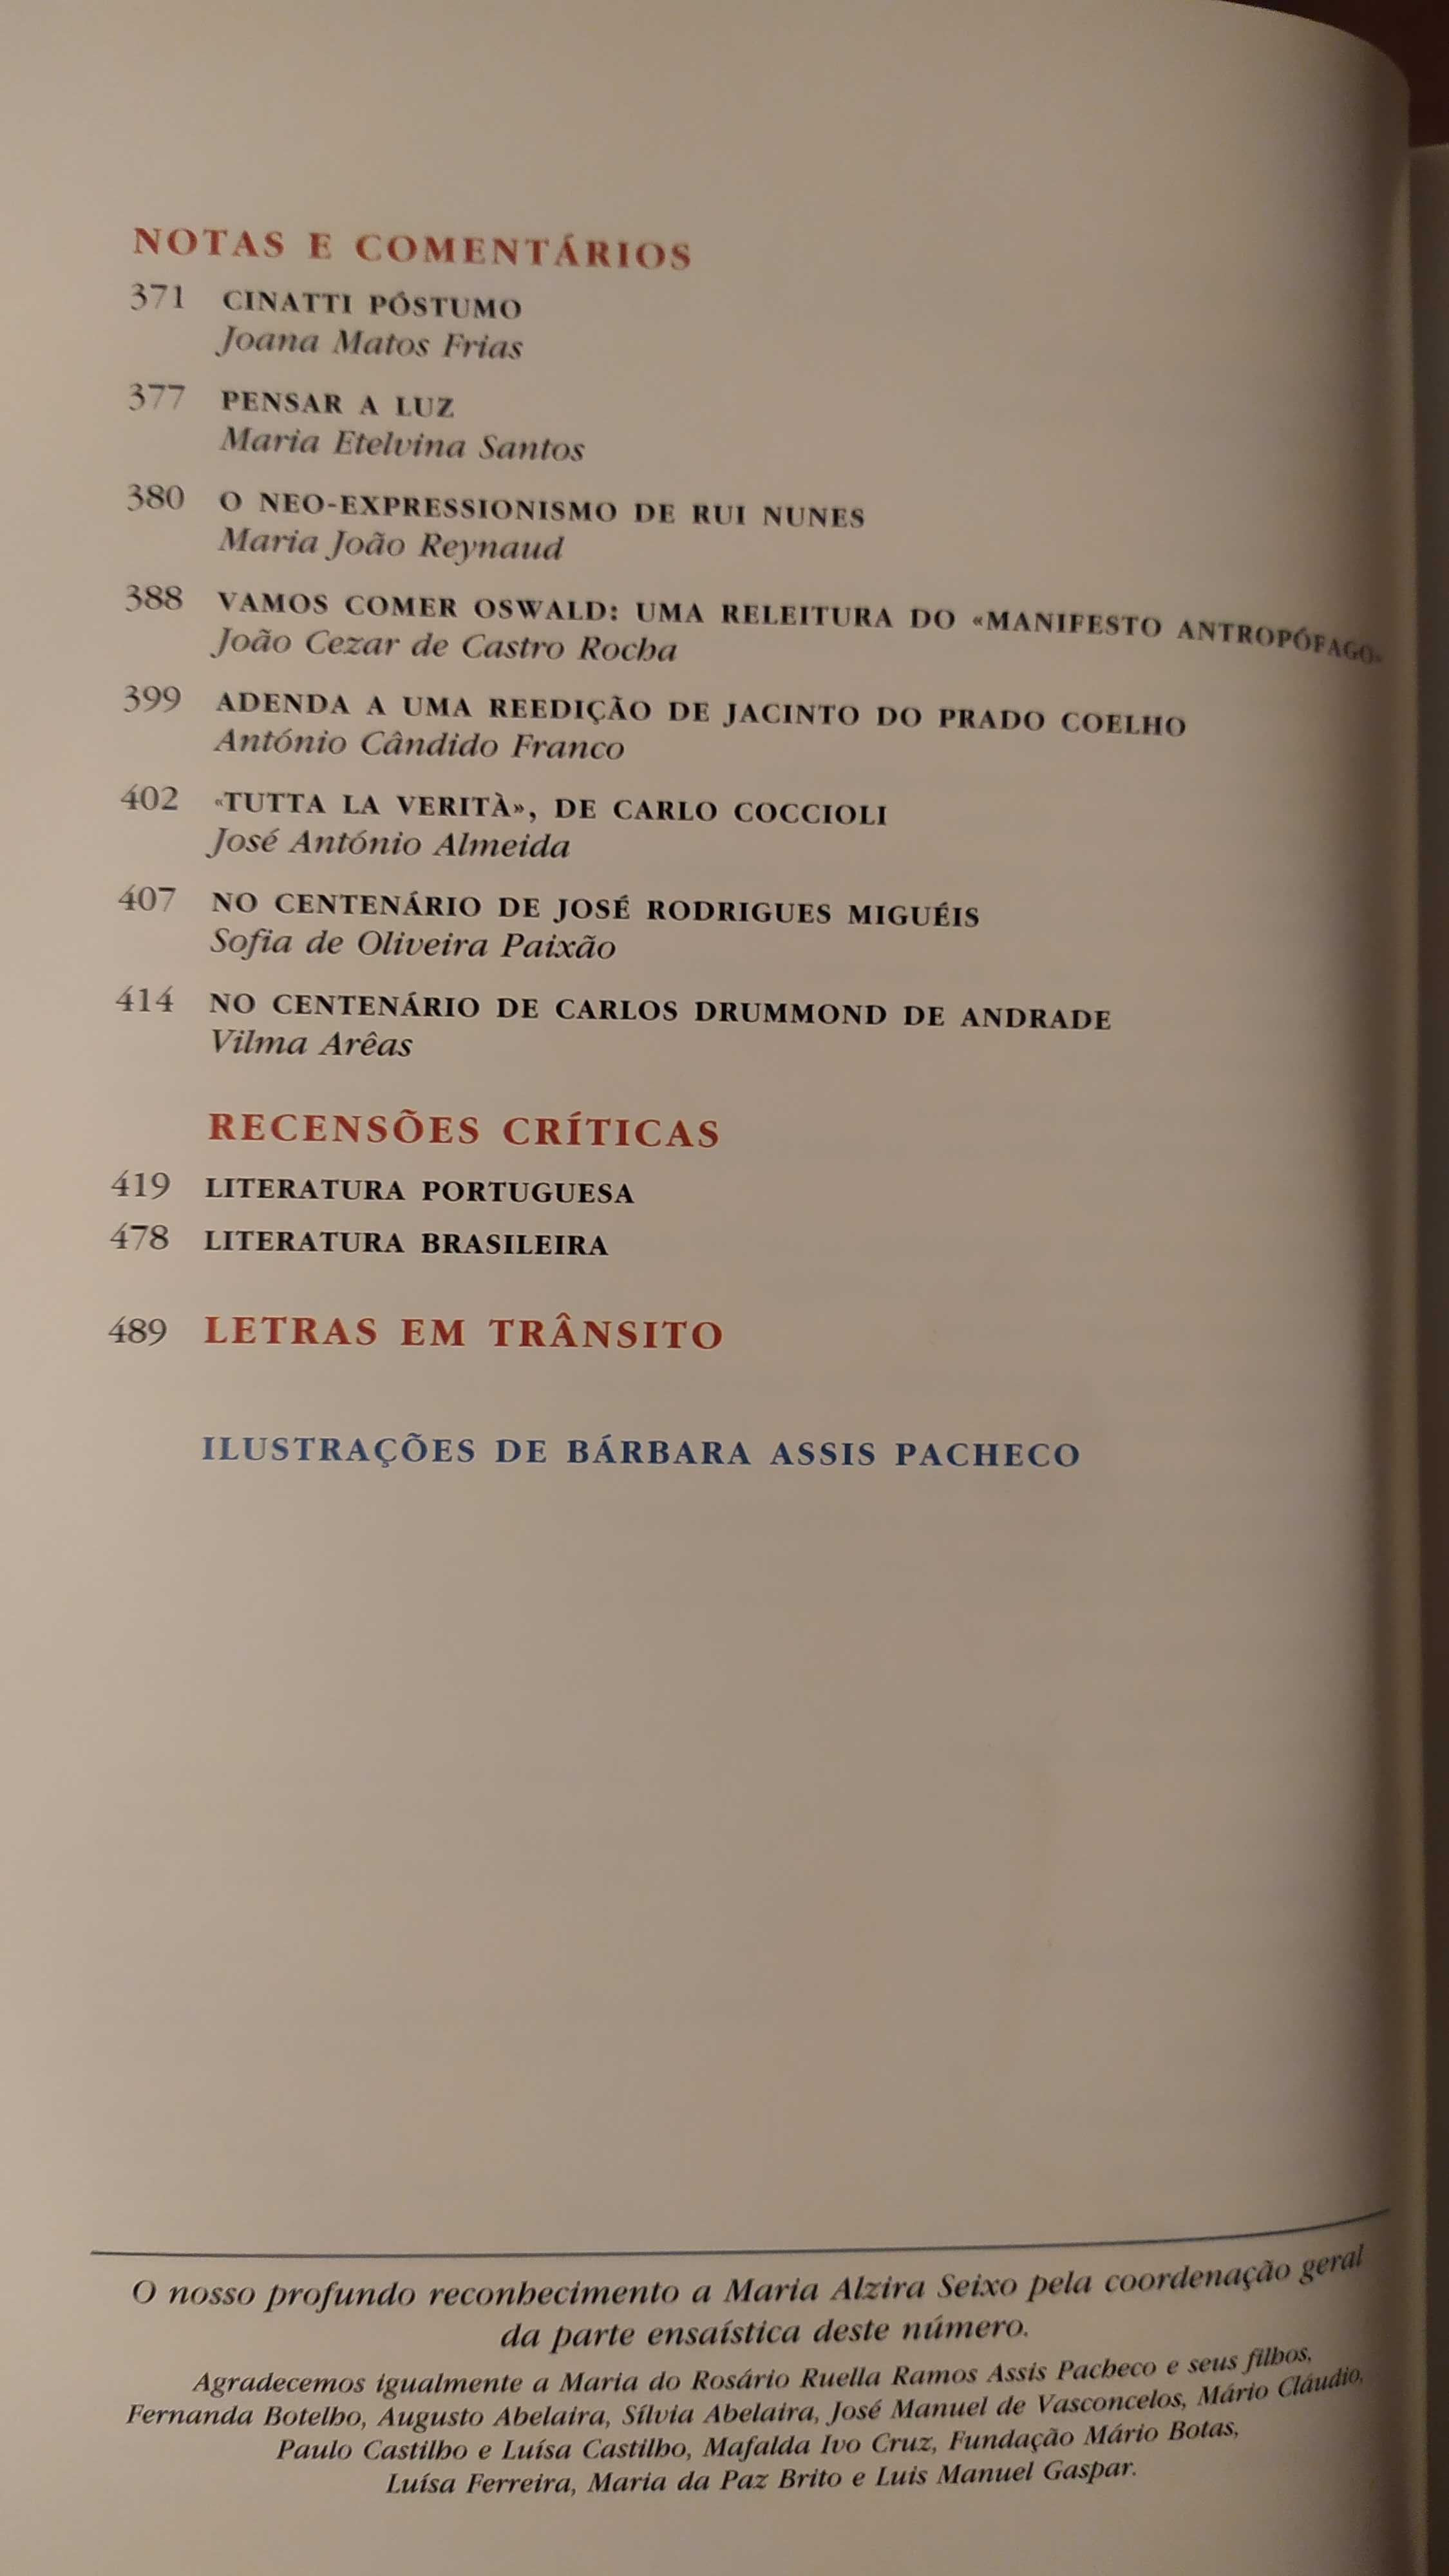 NOTAS E COMENTÁRIOS
371 CINATTI PÓSTUMO
Joana Matos Frias
377 PENSAR A LUZ
Maria Etelvina Santos
380 O NEO-EXPRESSIONISMO DE RUI NUNES
Maria João Reynaud
388 VAMOS COMER OSWALD: UMA RELEITURA DO «MANIFESTO ANTROPÓFAGO»
João Cezar de Castro Rocha
399 ADENDA A UMA REEDIÇÃO DE JACINTO DO PRADO COELHO
António Cândido Franco
402 «TUTTA LA VERITÀ», DE CARLO COCCIOLI
José António Almeida
407 NO CENTENÁRIO DE JOSÉ RODRIGUES MIGUÉIS
Sofia de Oliveira Paixão
414 NO CENTENÁRIO DE CARLOS DRUMMOND DE ANDRADE
Vilma Arêas
RECENSÕES CRÍTICAS
419 LITERATURA PORTUGUESA
478 LITERATURA BRASILEIRA
489 LETRAS EM TRÂNSITO
ILUSTRAÇÕES DE BÁRBARA ASSIS PACHECO
O nosso profundo reconhecimento a Maria Alzira Seixo pela coordenação geral
da parte ensaística deste número.
Agradecemos igualmente a Maria do Rosário Ruella Ramos Assis Pacheco e seus filhos,
Fernanda Botelho, Augusto Abelaira, Sílvia Abelaira, José Manuel de Vasconcelos, Mário Cláudio,
Paulo Castilho e Luísa Castilho, Mafalda Ivo Cruz, Fundação Mário Botas,
Luísa Ferreira, Maria da Paz Brito e Luis Manuel Gaspar.